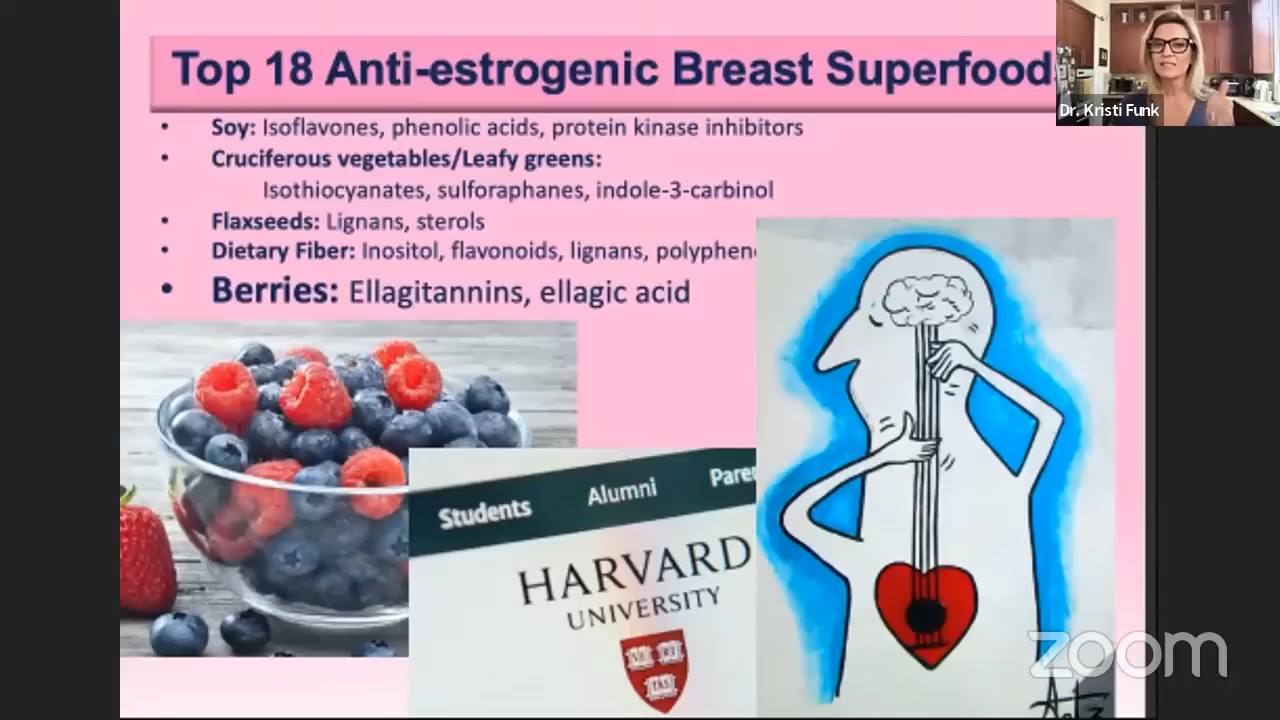 Top 18 Anti-estrogenic Breast Superfood
Dr. Kristi Funk
• Soy: Isoflavones, phenolic acids, protein kinase inhibitors
• Cruciferous vegetables/Leafy greens:
Isothiocyanates, sulforaphanes, indole-3-carbinol
• Flaxseeds: Lignans, sterols
• Dietary Fiber: Inositol, flavonoids, lignans, polyphen
• Berries: Ellagitannins, ellagic acid
Students Alumni
HARVARD
UNIVERSITY
zoom